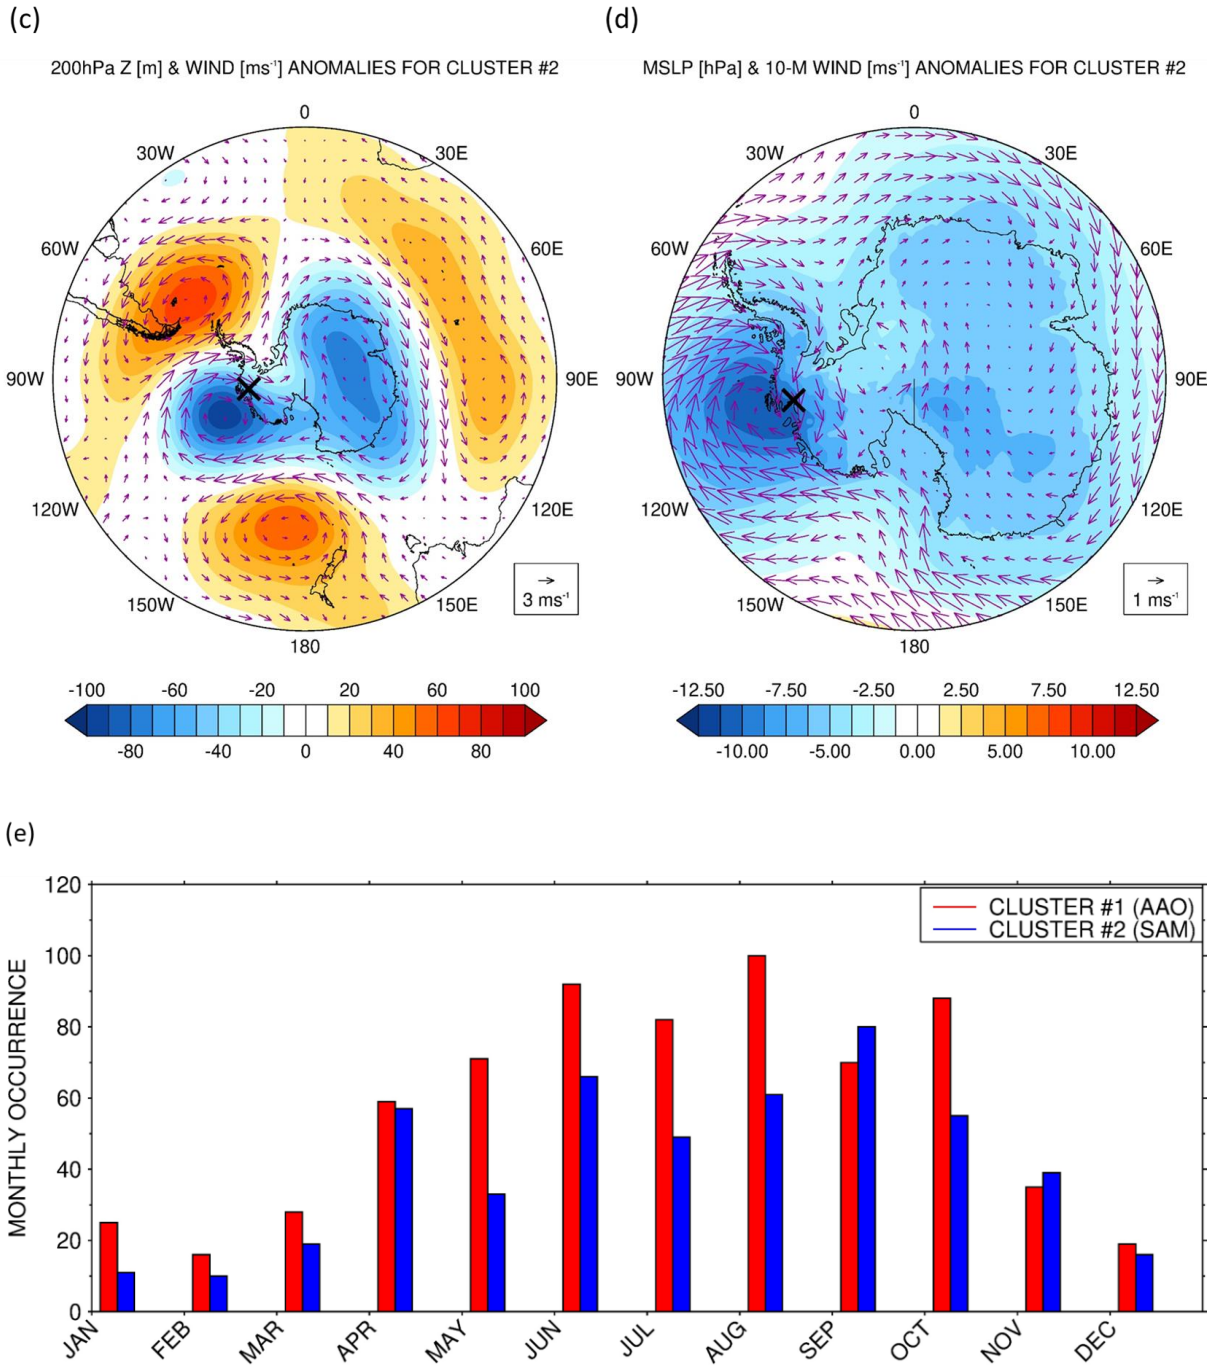 (c)
(d)
200hPa Z [m] & WIND [ms⁻¹] ANOMALIES FOR CLUSTER #2
MSLP [hPa] & 10-M WIND [ms⁻¹] ANOMALIES FOR CLUSTER #2
0
30W
30E
60W
60E
90W
90E
120W
120E
150W
150E
180
3 ms⁻¹
0
30W
30E
60W
60E
90W
90E
120W
120E
150W
150E
180
1 ms⁻¹
-100 -60 -20 20 60 100
-80 -40 0 40 80
-12.50 -7.50 -2.50 2.50 7.50 12.50
-10.00 -5.00 0.00 5.00 10.00
(e)
MONTHLY OCCURRENCE
120
100
80
60
40
20
0
CLUSTER #1 (AAO)
CLUSTER #2 (SAM)
JAN FEB MAR APR MAY JUN JUL AUG SEP OCT NOV DEC